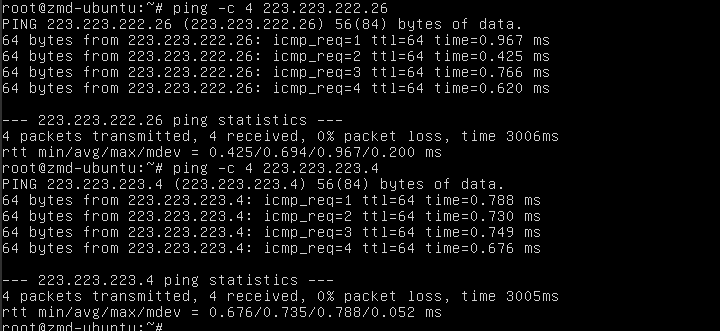 root@zmd-ubuntu:~# ping -c 4 223.223.222.26
PING 223.223.222.26 (223.223.222.26) 56(84) bytes of data.
64 bytes from 223.223.222.26: icmp_req=1 ttl=64 time=0.967 ms
64 bytes from 223.223.222.26: icmp_req=2 ttl=64 time=0.425 ms
64 bytes from 223.223.222.26: icmp_req=3 ttl=64 time=0.766 ms
64 bytes from 223.223.222.26: icmp_req=4 ttl=64 time=0.620 ms

--- 223.223.222.26 ping statistics ---
4 packets transmitted, 4 received, 0% packet loss, time 3006ms
rtt min/avg/max/mdev = 0.425/0.694/0.967/0.200 ms
root@zmd-ubuntu:~# ping -c 4 223.223.223.4
PING 223.223.223.4 (223.223.223.4) 56(84) bytes of data.
64 bytes from 223.223.223.4: icmp_req=1 ttl=64 time=0.788 ms
64 bytes from 223.223.223.4: icmp_req=2 ttl=64 time=0.730 ms
64 bytes from 223.223.223.4: icmp_req=3 ttl=64 time=0.749 ms
64 bytes from 223.223.223.4: icmp_req=4 ttl=64 time=0.676 ms

--- 223.223.223.4 ping statistics ---
4 packets transmitted, 4 received, 0% packet loss, time 3005ms
rtt min/avg/max/mdev = 0.676/0.735/0.788/0.052 ms
root@zmd-ubuntu:~#